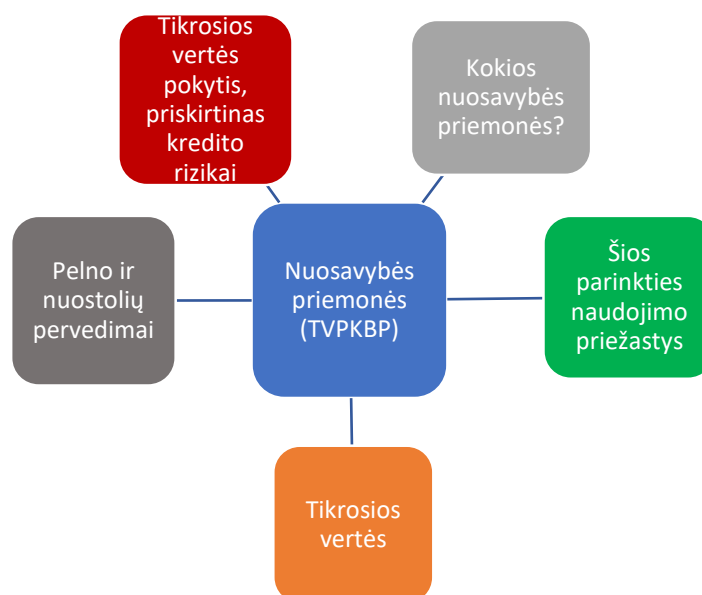 Tikrosios
vertės
pokytis,
priskirtinas
kredito
rizikai
Kokios
nuosavybės
priemonės?
Pelno ir
nuostolių
pervedimai
Nuosavybės
priemonės
(TVPKBP)
Šios
parinkties
naudojimo
priežastys
Tikrosios
vertės